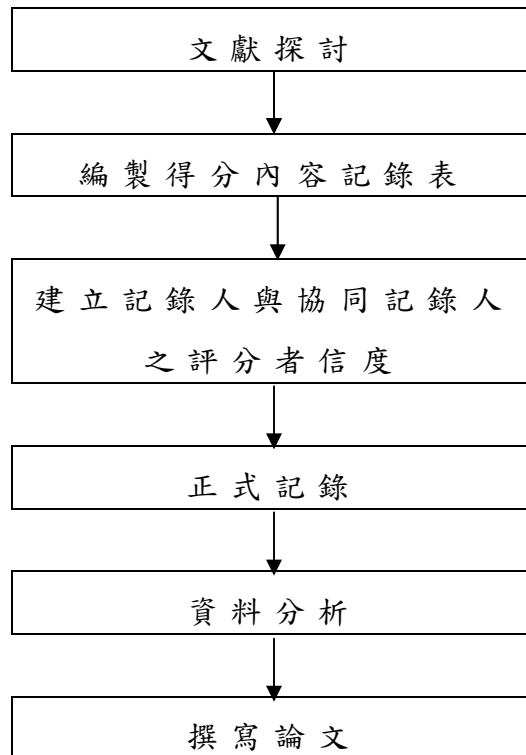 文獻探討
編製得分內容記錄表
建立記錄人與協同記錄人
之評分者信度
正式記錄
資料分析
撰寫論文